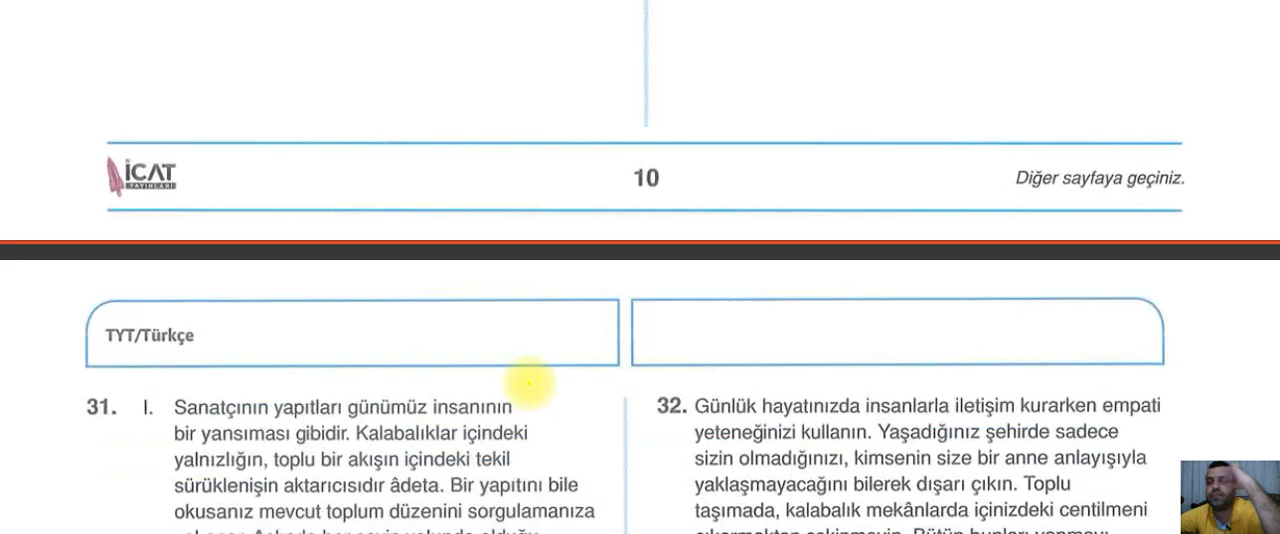 İCAT
YAYINLARI
10
Diğer sayfaya geçiniz.
TYT/Türkçe
31. I. Sanatçının yapıtları günümüz insanının
bir yansıması gibidir. Kalabalıklar içindeki
yalnızlığın, toplu bir akışın içindeki tekil
sürüklenişin aktarıcısıdır âdeta. Bir yapıtını bile
okusanız mevcut toplum düzenini sorgulamanıza
32. Günlük hayatınızda insanlarla iletişim kurarken empati
yeteneğinizi kullanın. Yaşadığınız şehirde sadece
sizin olmadığınızı, kimsenin size bir anne anlayışıyla
yaklaşmayacağını bilerek dışarı çıkın. Toplu
taşımada, kalabalık mekânlarda içinizdeki centilmeni